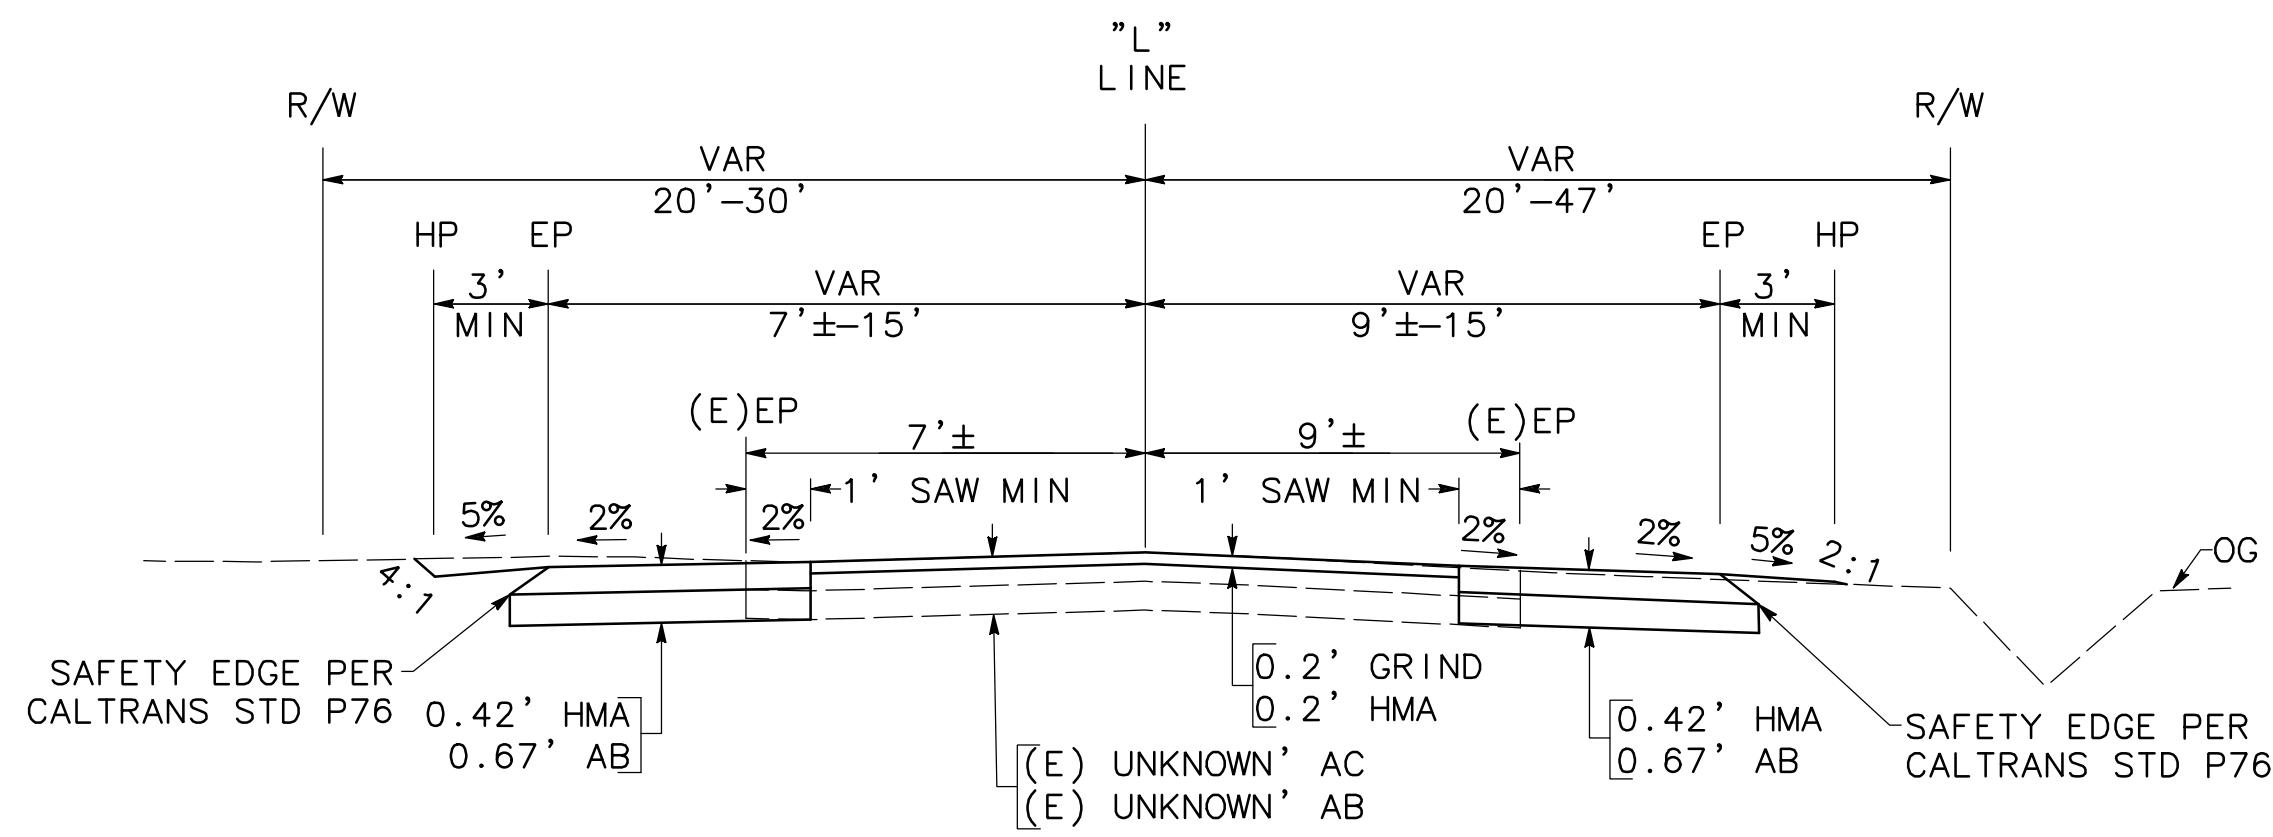 "L"
LINE
R/W
R/W
VAR
20'-30'
VAR
20'-47'
HP
EP
EP
HP
3'
MIN
VAR
7'±-15'
VAR
9'±-15'
3'
MIN
(E)EP
7'±
9'±
(E)EP
1' SAW MIN
1' SAW MIN
5%
2%
2%
2%
2%
5%
2:1
4:1
OG
SAFETY EDGE PER
CALTRANS STD P76
0.42' HMA
0.67' AB
0.2' GRIND
0.2' HMA
(E) UNKNOWN' AC
(E) UNKNOWN' AB
0.42' HMA
0.67' AB
SAFETY EDGE PER
CALTRANS STD P76